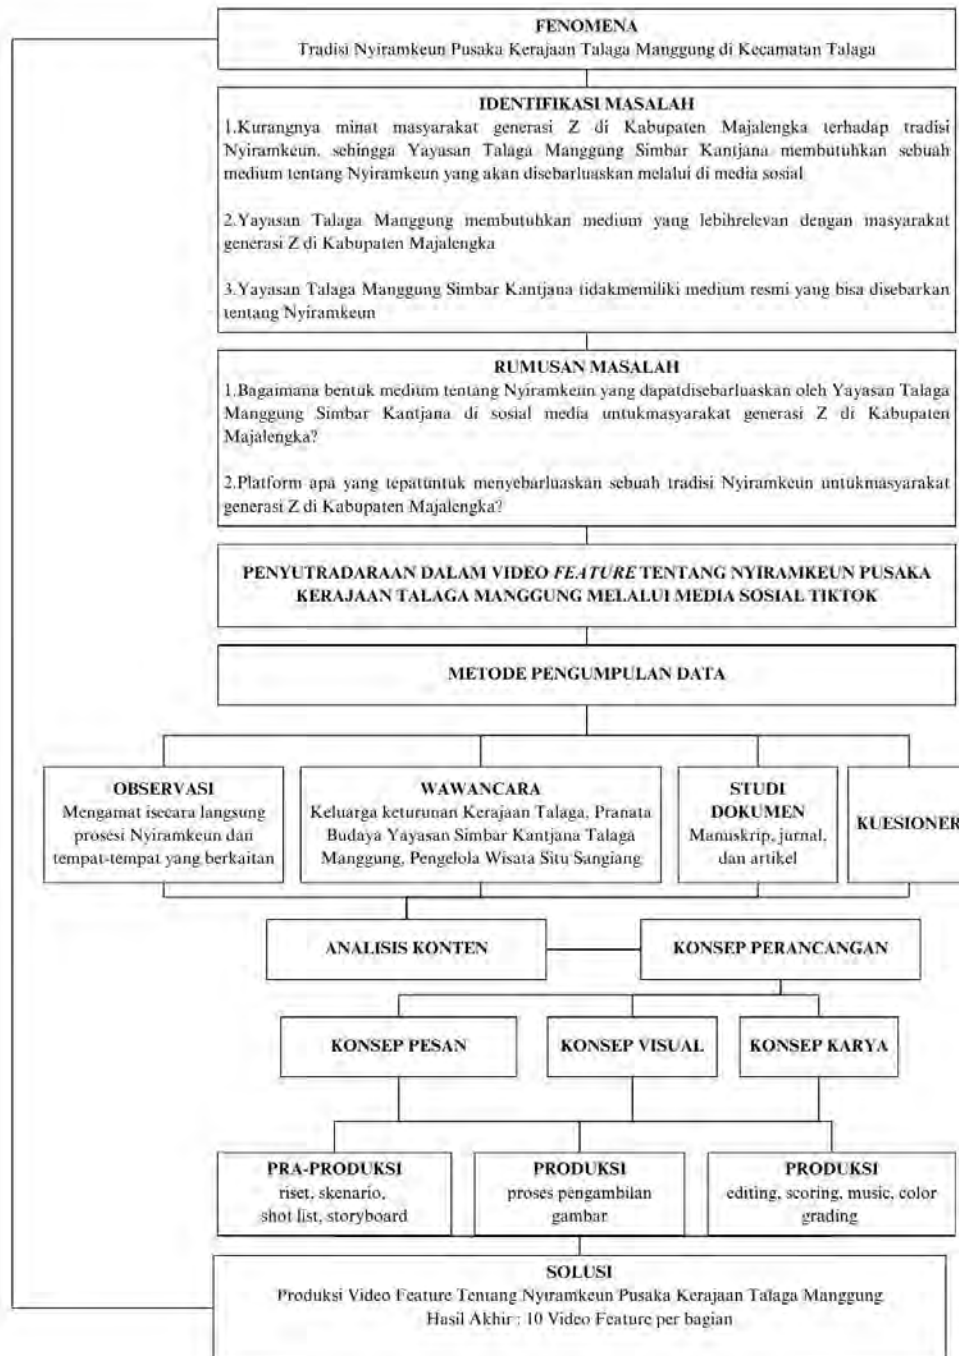 FENOMENA
Tradisi Nyiramkeun Pusaka Kerajaan Talaga Manggung di Kecamatan Talaga
IDENTIFIKASI MASALAH
1.Kurangnya minat masyarakat generasi Z di Kabupaten Majalengka terhadap tradisi
Nyiramkeun, sehingga Yayasan Talaga Manggung Simbar Kantjana membutuhkan sebuah
medium tentang Nyiramkeun yang akan disebarluaskan melalui di media sosial
2.Yayasan Talaga Manggung membutuhkan medium yang lebihrelevan dengan masyarakat
generasi Z di Kabupaten Majalengka
3.Yayasan Talaga Manggung Simbar Kantjana tidakmemiliki medium resmi yang bisa disebarkan
tentang Nyiramkeun
RUMUSAN MASALAH
1.Bagaimana bentuk medium tentang Nyiramkeun yang dapatdisebarluaskan oleh Yayasan Talaga
Manggung Simbar Kantjana di sosial media untukmasyarakat generasi Z di Kabupaten
Majalengka?
2.Platform apa yang tepatuntuk menyebarluaskan sebuah tradisi Nyiramkeun untukmasyarakat
generasi Z di Kabupaten Majalengka?
PENYUTRADARAAN DALAM VIDEO FEATURE TENTANG NYIRAMKEUN PUSAKA
KERAJAAN TALAGA MANGGUNG MELALUI MEDIA SOSIAL TIKTOK
METODE PENGUMPULAN DATA
OBSERVASI
Mengamat isecara langsung
prosesi Nyiramkeun dan
tempat-tempat yang berkaitan
WAWANCARA
Keluarga keturunan Kerajaan Talaga, Pranata
Budaya Yayasan Simbar Kantjana Talaga
Manggung, Pengelola Wisata Situ Sangiang
STUDI
DOKUMEN
Manuskrip, jurnal,
dan artikel
KUESIONER
ANALISIS KONTEN
KONSEP PERANCANGAN
KONSEP PESAN
KONSEP VISUAL
KONSEP KARYA
PRA-PRODUKSI
riset, skenario,
shot list, storyboard
PRODUKSI
proses pengambilan
gambar
PRODUKSI
editing, scoring, music, color
grading
SOLUSI
Produksi Video Feature Tentang Nyiramkeun Pusaka Kerajaan Talaga Manggung
Hasil Akhir : 10 Video Feature per bagian